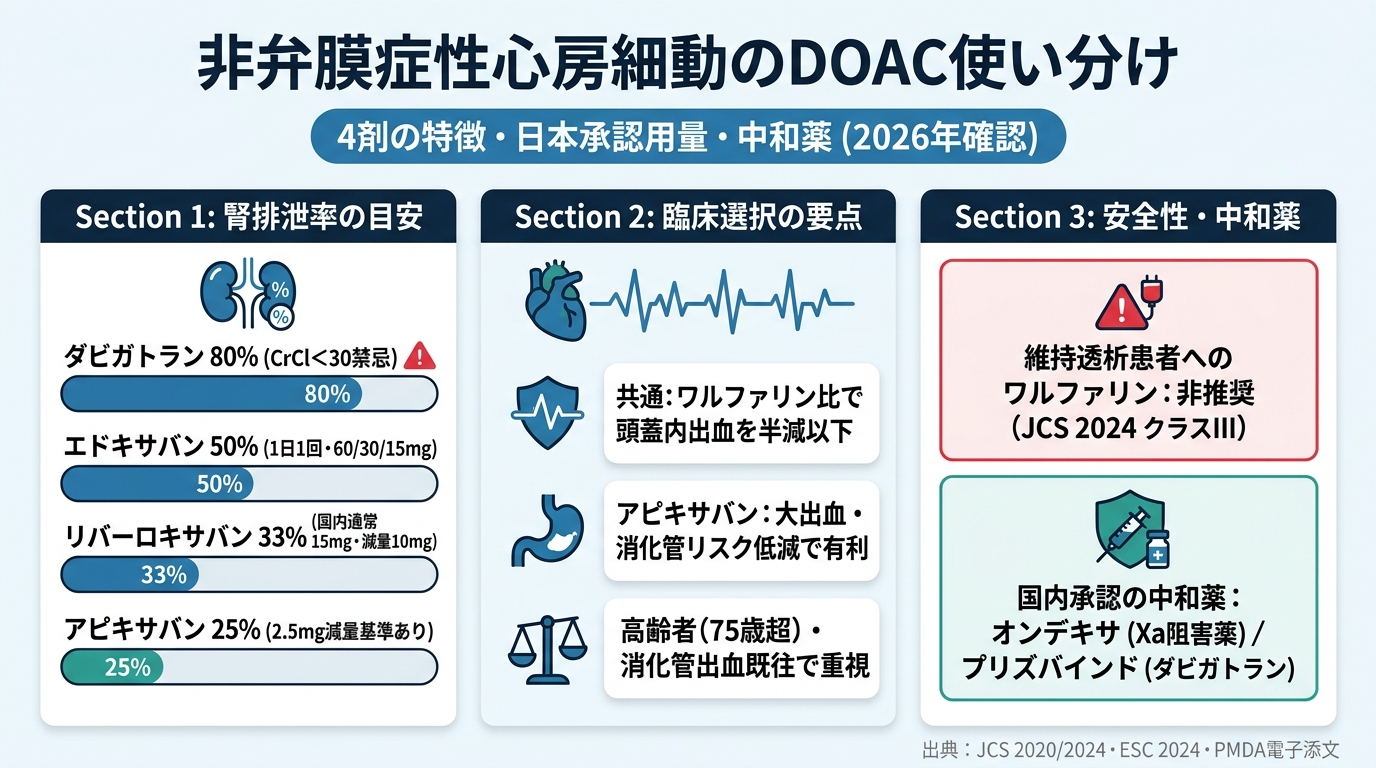 非弁膜症性心房細動のDOAC使い分け
4剤の特徴・日本承認用量・中和薬 (2026年確認)
Section 1: 腎排泄率の目安
%
%
ダビガトラン 80% (CrCl<30禁忌)
80%
エドキサバン 50% (1日1回・60/30/15mg)
50%
リバーロキサバン 33% (国内通常
15mg・減量10mg)
33%
アピキサバン 25% (2.5mg減量基準あり)
25%
Section 2: 臨床選択の要点
共通：ワルファリン比で
頭蓋内出血を半減以下
アピキサバン：大出血・
消化管リスク低減で有利
高齢者（75歳超）・
消化管出血既往で重視
Section 3: 安全性・中和薬
維持透析患者への
ワルファリン：非推奨
（JCS 2024 クラスIII）
国内承認の中和薬：
オンデキサ (Xa阻害薬) /
プリズバインド (ダビガトラン)
出典：JCS 2020/2024・ESC 2024・PMDA電子添文